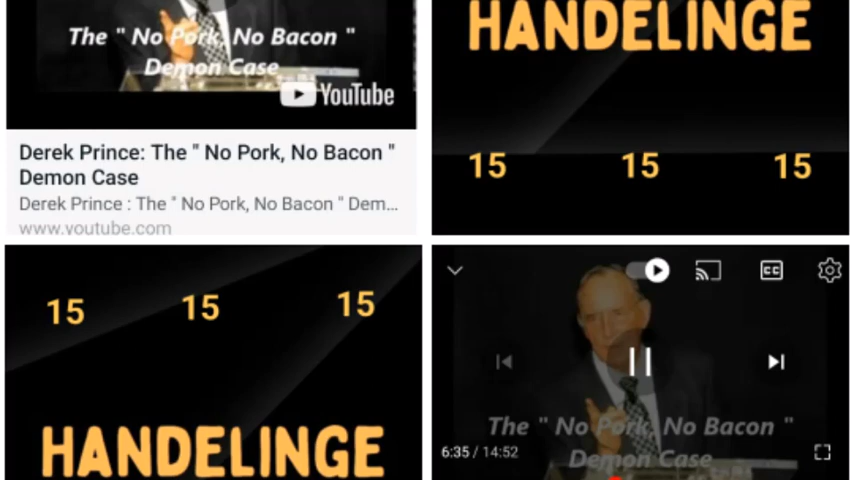 The " No Pork, No Bacon "
Demon Case
YouTube
Derek Prince: The " No Pork, No Bacon "
Demon Case
Derek Prince : The " No Pork, No Bacon " Dem...
www.youtube.com
HANDELINGE
15 15 15
15 15 15
HANDELINGE
CC
The " No Pork, No Bacon "
6:35 / 14:52
Demon Case